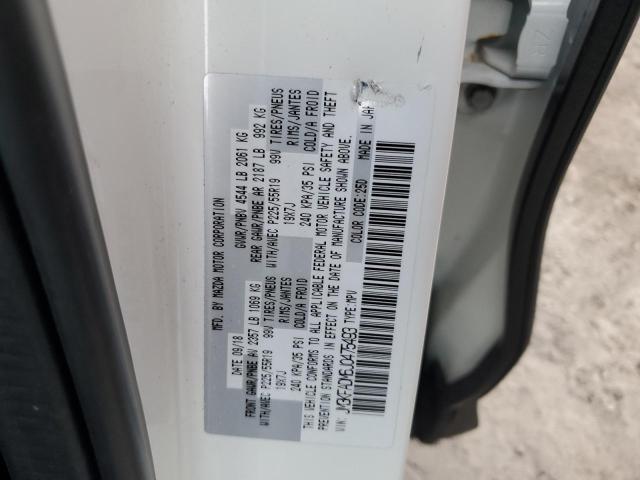 MFD. BY MAZDA MOTOR CORPORATION
DATE 09/18 GVWR/PNBV 4544 LB 2061 KG
FRONT GAWR/PNBE AV 2357 LB 1069 KG REAR GAWR/PNBE AR 2187 LB 992 KG
WITH/AVEC P225/55R19 99V TIRES/PNEUS WITH/AVEC P225/55R19 99V TIRES/PNEUS
19X7J RIMS/JANTES 19X7J RIMS/JANTES
240 KPA/35 PSI COLD/A FROID 240 KPA/35 PSI COLD/A FROID
THIS VEHICLE CONFORMS TO ALL APPLICABLE FEDERAL MOTOR VEHICLE SAFETY AND THEFT
PREVENTION STANDARDS IN EFFECT ON THE DATE OF MANUFACTURE SHOWN ABOVE.
COLOR CODE:25D MADE IN JAP
VIN: TYPE:MPV